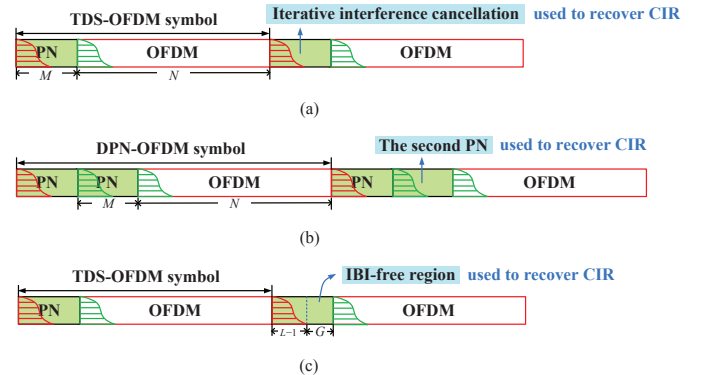 TDS-OFDM symbol Iterative interference cancellation used to recover CIR
PN OFDM OFDM
M N
(a)
DPN-OFDM symbol The second PN used to recover CIR
PN PN OFDM PN OFDM
M N
(b)
TDS-OFDM symbol IBI-free region used to recover CIR
PN OFDM OFDM
L−1 G
(c)